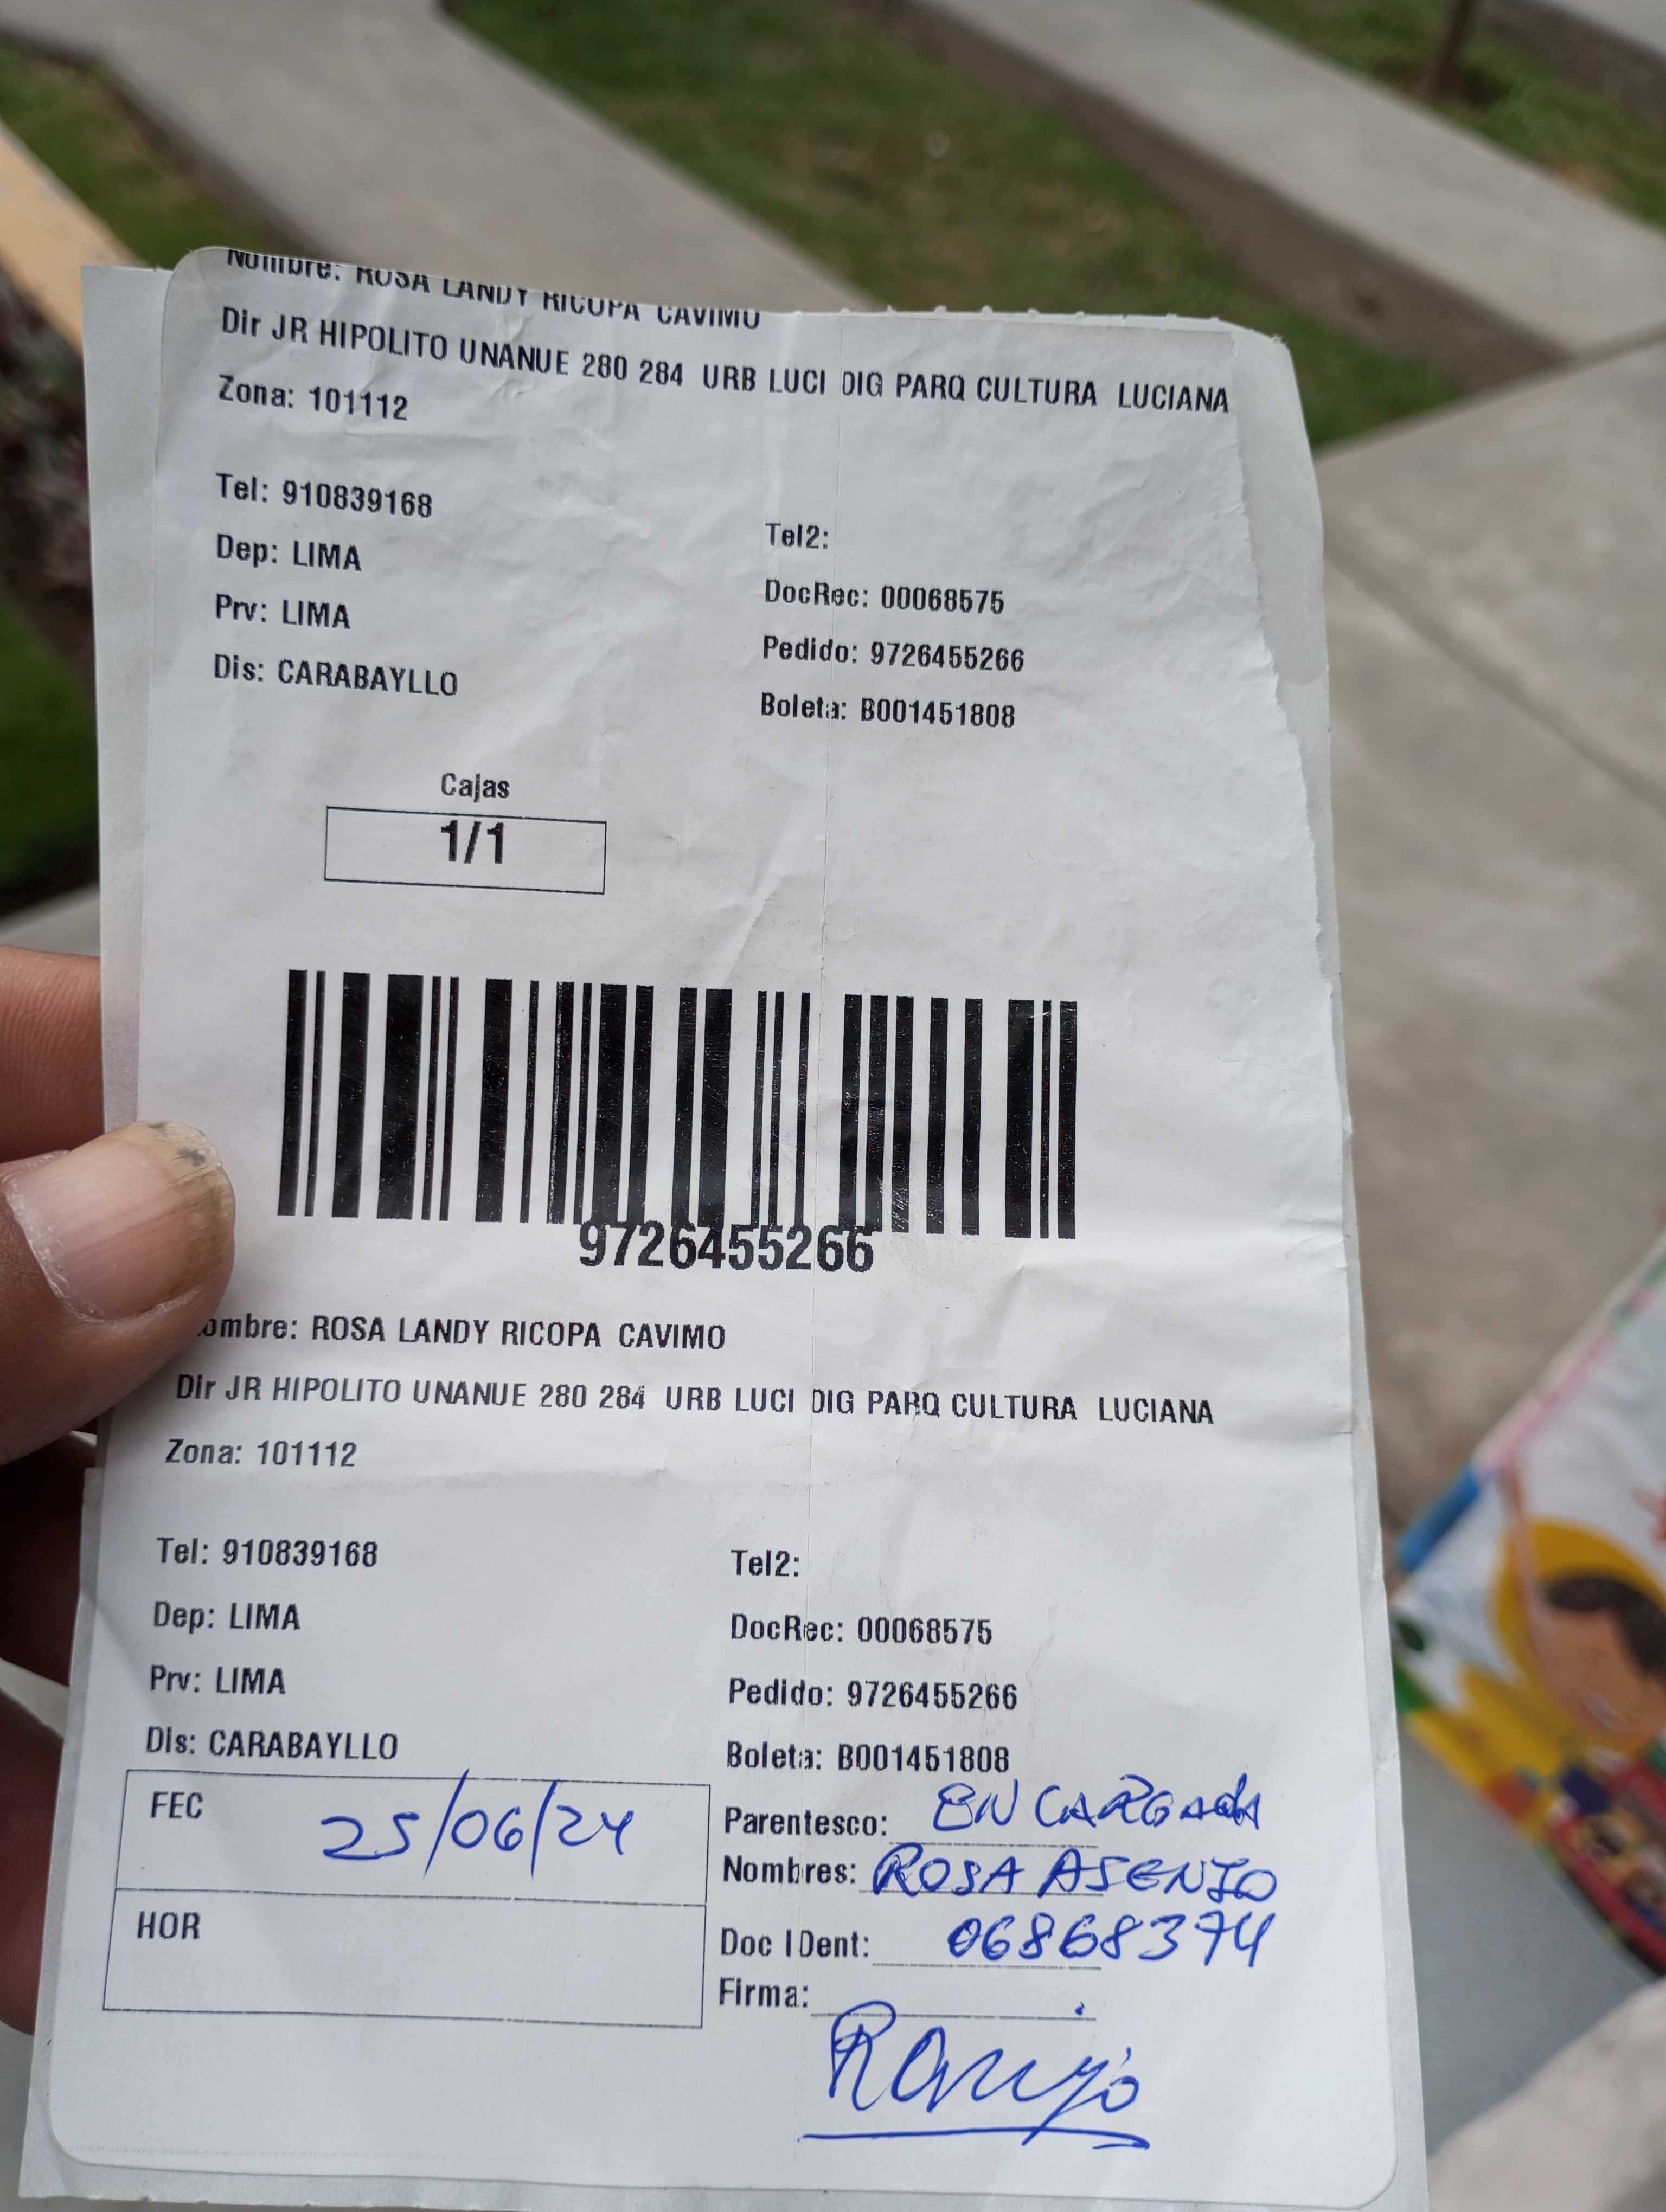 Nombre: ROSA LANDY RICOPA CAVIMO
Dir JR HIPOLITO UNANUE 280 284 URB LUCI DIG PARQ CULTURA LUCIANA
Zona: 101112
Tel: 910839168
Tel2:
Dep: LIMA
DocRec: 00068575
Prv: LIMA
Pedido: 9726455266
Dis: CARABAYLLO
Boleta: B001451808
Cajas
1/1
9726455266
ombre: ROSA LANDY RICOPA CAVIMO
Dir JR HIPOLITO UNANUE 280 284 URB LUCI DIG PARQ CULTURA LUCIANA
Zona: 101112
Tel: 910839168
Tel2:
Dep: LIMA
DocRec: 00068575
Prv: LIMA
Pedido: 9726455266
Dis: CARABAYLLO
Boleta: B001451808
FEC 25/06/24
Parentesco: ENCARGADA
Nombres: ROSA ASENJO
HOR
Doc IDent: 06868374
Firma: